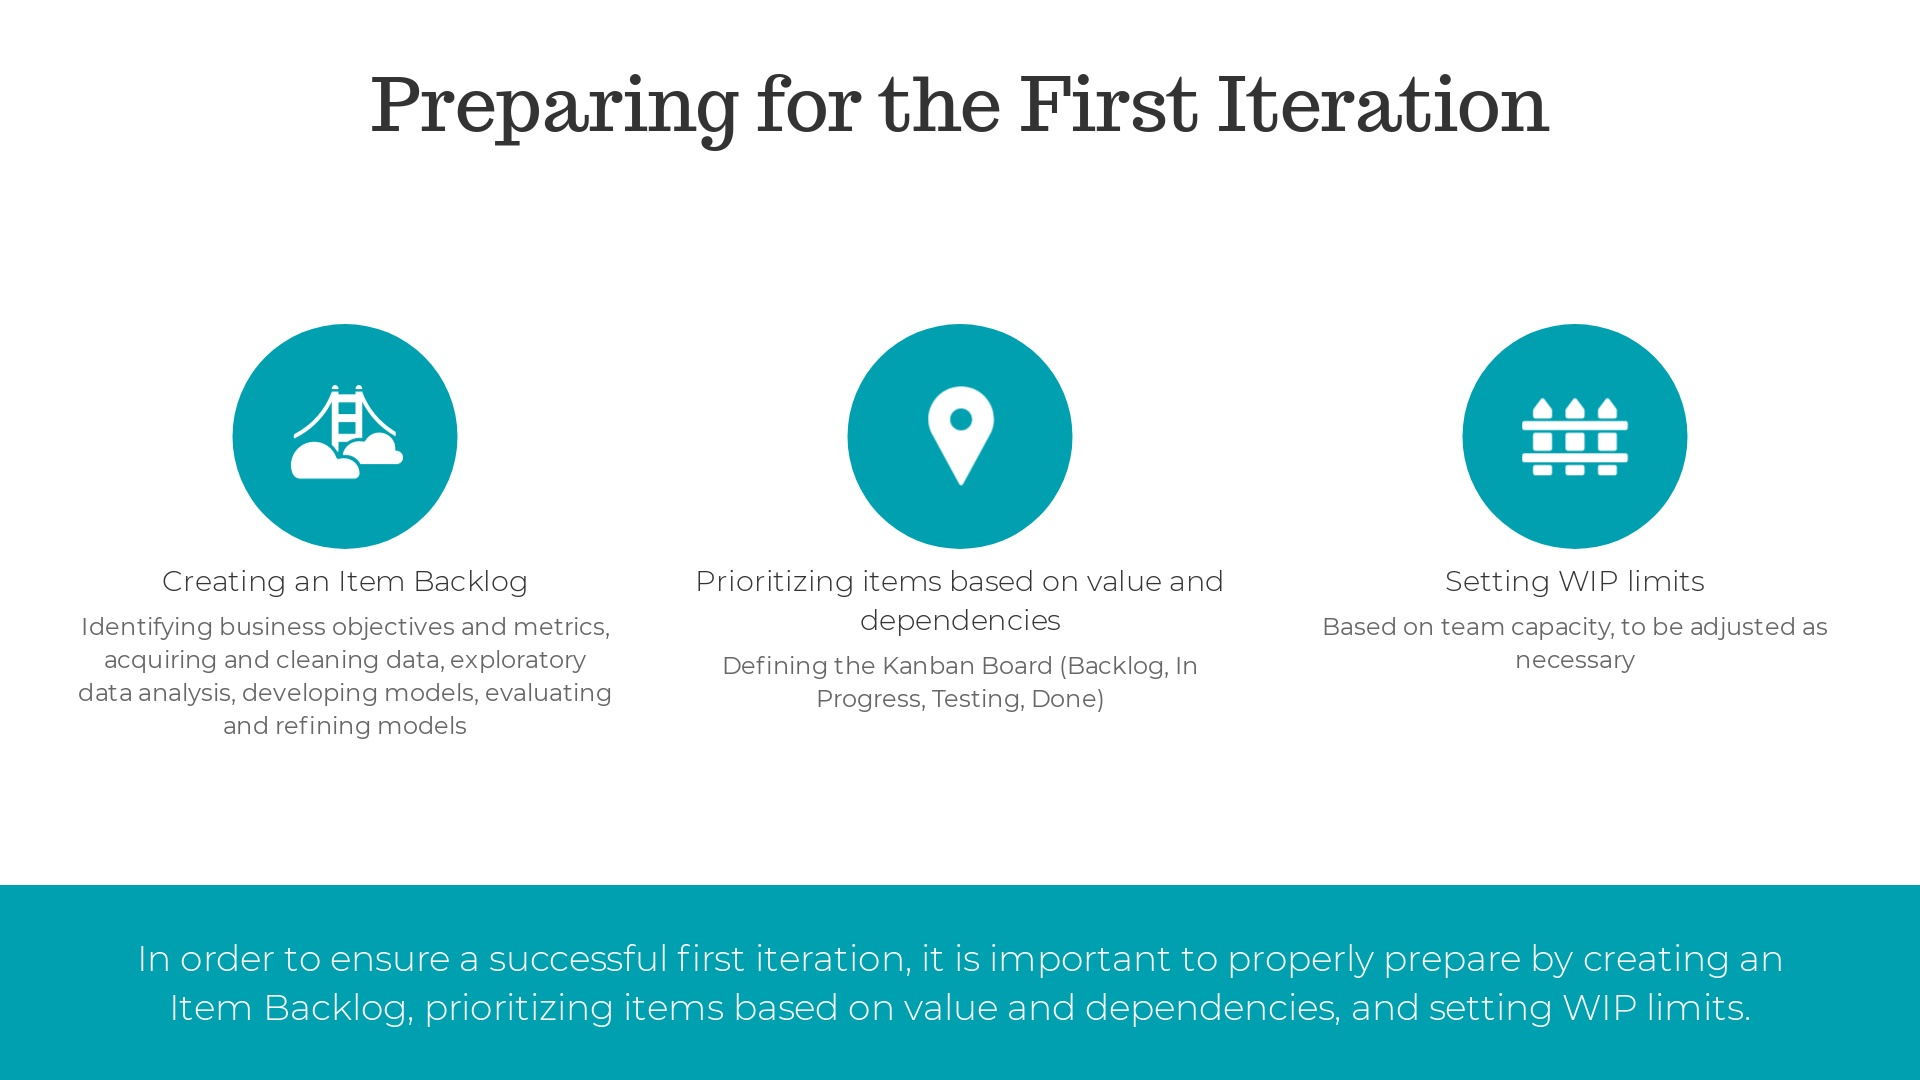 Preparing for the First Iteration
Creating an Item Backlog
Identifying business objectives and metrics,
acquiring and cleaning data, exploratory
data analysis, developing models, evaluating
and refining models
Prioritizing items based on value and
dependencies
Defining the Kanban Board (Backlog, In
Progress, Testing, Done)
Setting WIP limits
Based on team capacity, to be adjusted as
necessary
In order to ensure a successful first iteration, it is important to properly prepare by creating an
Item Backlog, prioritizing items based on value and dependencies, and setting WIP limits.